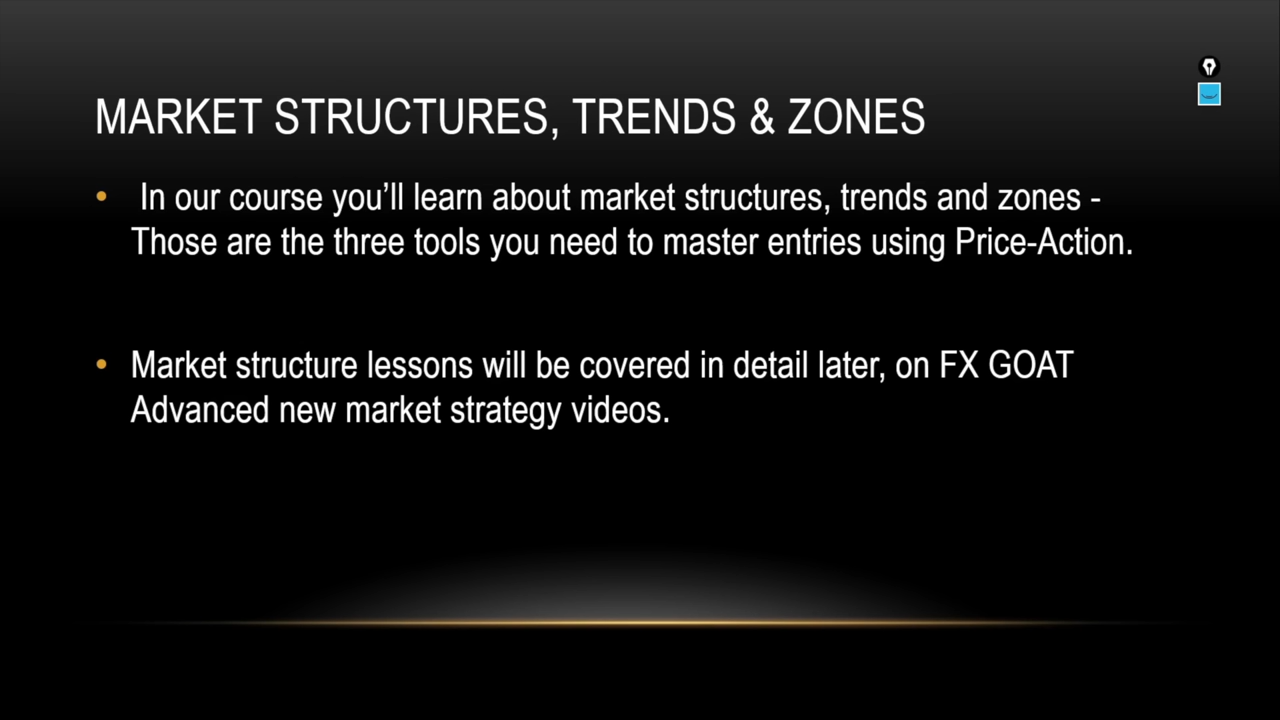 MARKET STRUCTURES, TRENDS & ZONES
• In our course you’ll learn about market structures, trends and zones -
Those are the three tools you need to master entries using Price-Action.
• Market structure lessons will be covered in detail later, on FX GOAT
Advanced new market strategy videos.